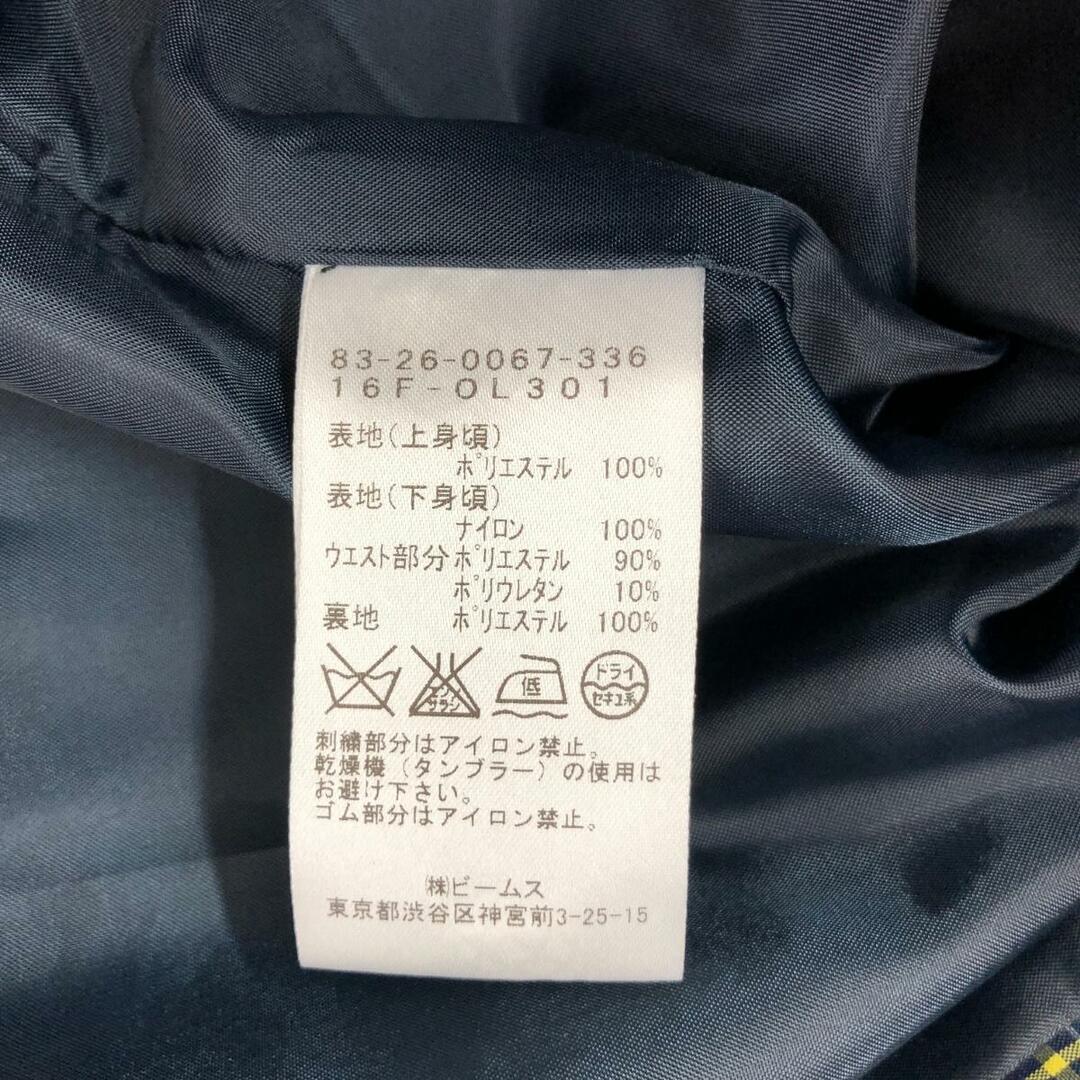 83-26-0067-336
16F-OL301
表地(上身頃)
ポリエステル 100%
表地(下身頃)
ナイロン 100%
ウエスト部分 ポリエステル 90%
ポリウレタン 10%
裏地 ポリエステル 100%
エンソ サラシ 低 ドライ セキユ系
刺繍部分はアイロン禁止。
乾燥機(タンブラー)の使用は
お避け下さい。
ゴム部分はアイロン禁止。
㈱ビームス
東京都渋谷区神宮前3-25-15